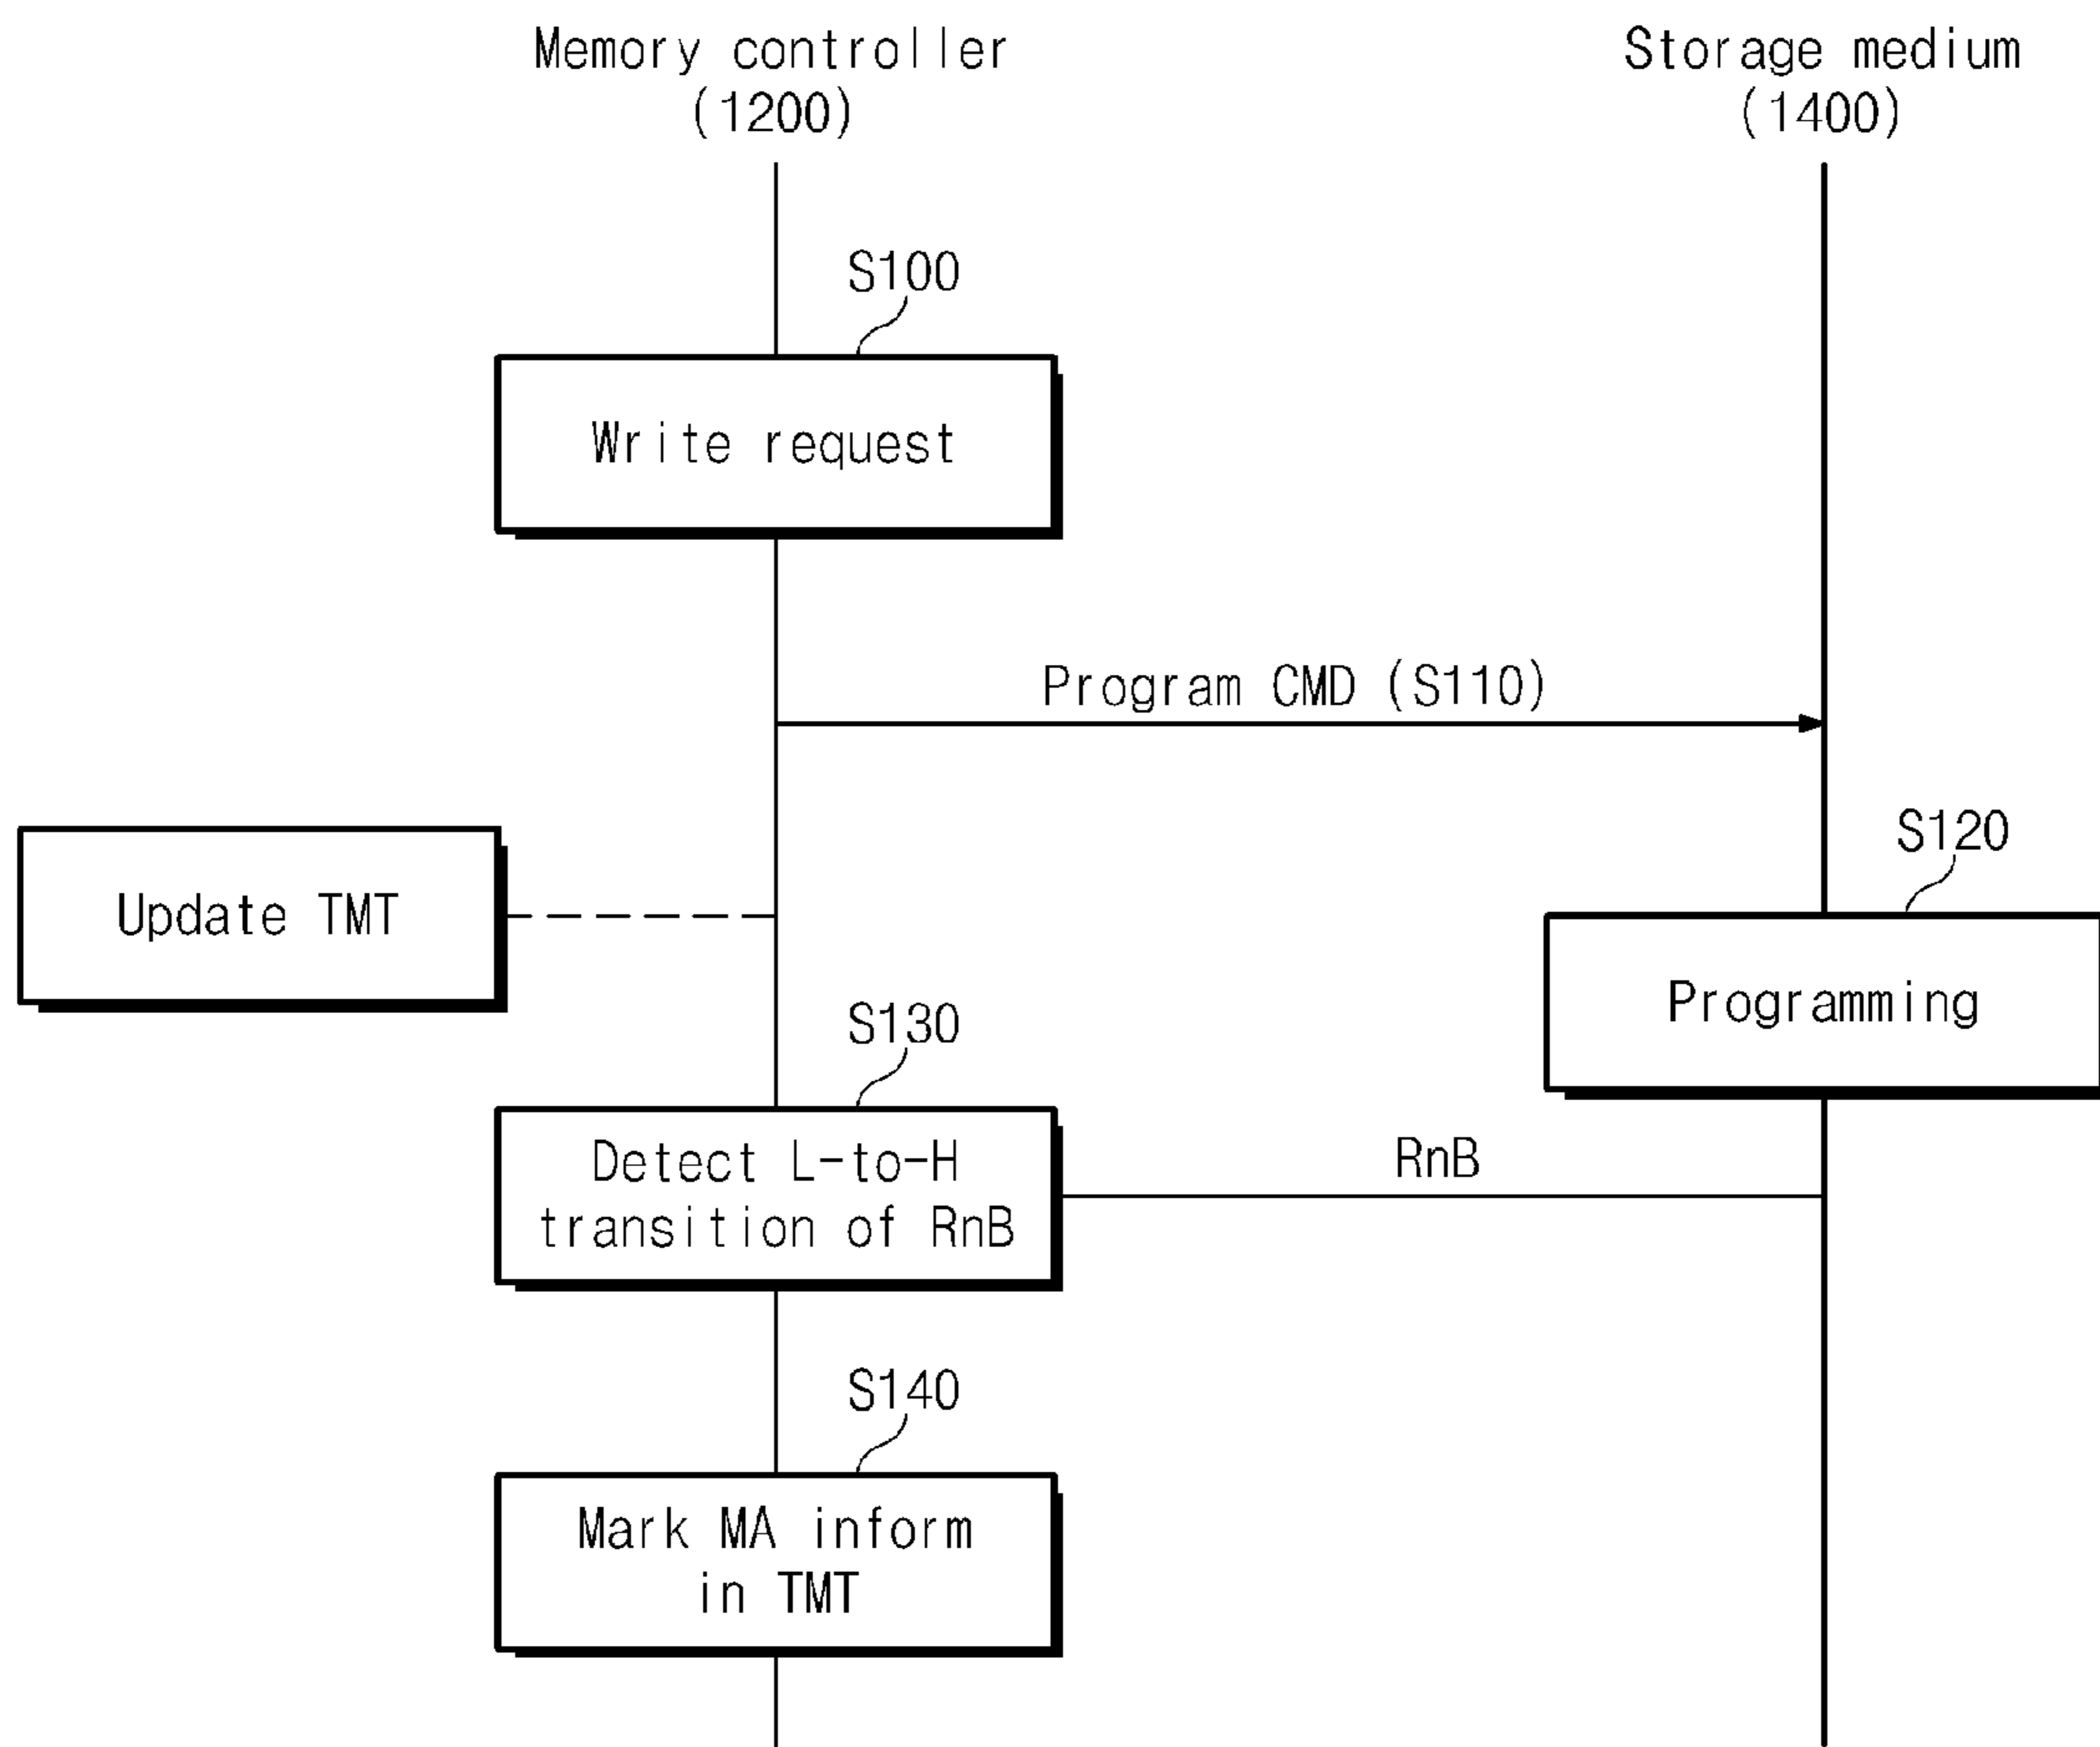 Memory controller
(1200)
Storage medium
(1400)
S100
Write request
Program CMD (S110)
Update TMT
S120
Programming
S130
Detect L-to-H
transition of RnB
RnB
S140
Mark MA inform
in TMT